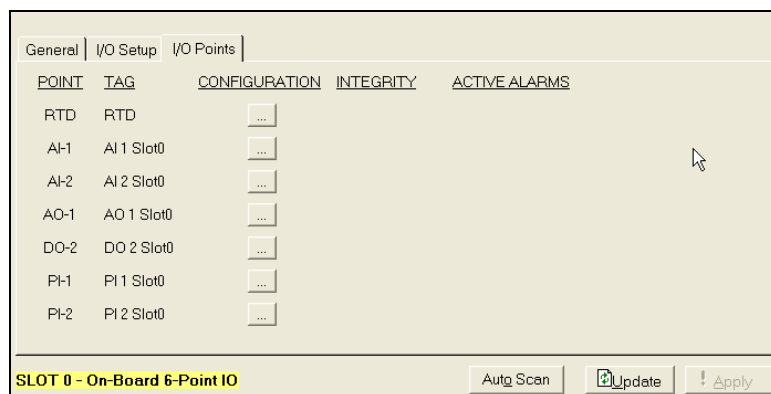 General I/O Setup I/O Points
POINT TAG CONFIGURATION INTEGRITY ACTIVE ALARMS
RTD RTD ...
AI-1 AI 1 Slot0 ...
AI-2 AI 2 Slot0 ...
AO-1 AO 1 Slot0 ...
DO-2 DO 2 Slot0 ...
PI-1 PI 1 Slot0 ...
PI-2 PI 2 Slot0 ...
SLOT 0 - On-Board 6-Point IO Auto Scan Update ! Apply